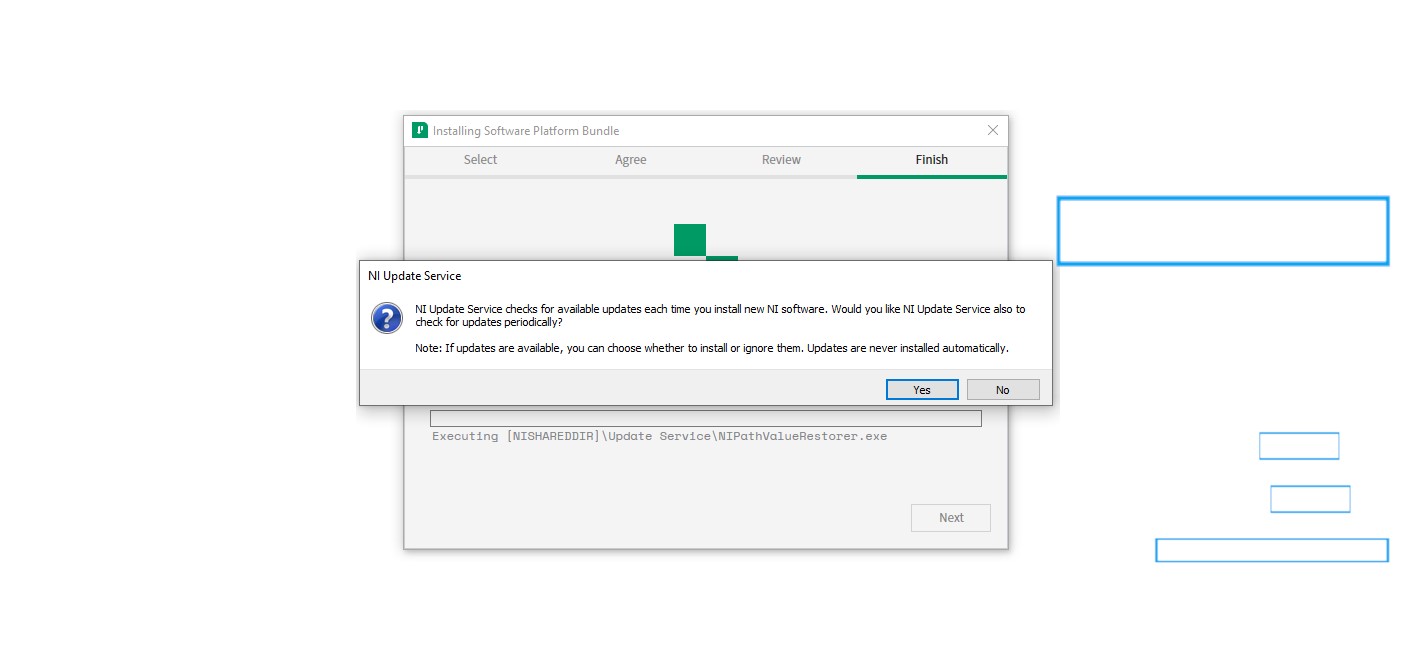 Installing Software Platform Bundle
Select Agree Review Finish
NI Update Service
NI Update Service checks for available updates each time you install new NI software. Would you like NI Update Service also to
check for updates periodically?
Note: If updates are available, you can choose whether to install or ignore them. Updates are never installed automatically.
Yes No
Executing [NISHAREDDIR]\Update Service\NIPathValueRestorer.exe
Next